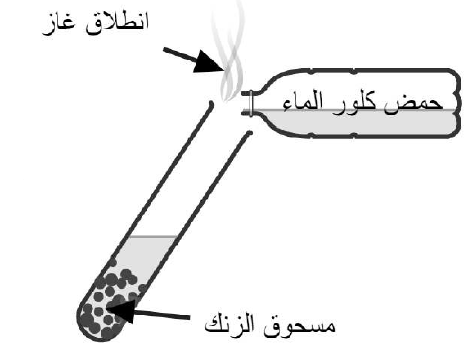 انطلاق غاز
حمض كلور الماء
مسحوق الزنك